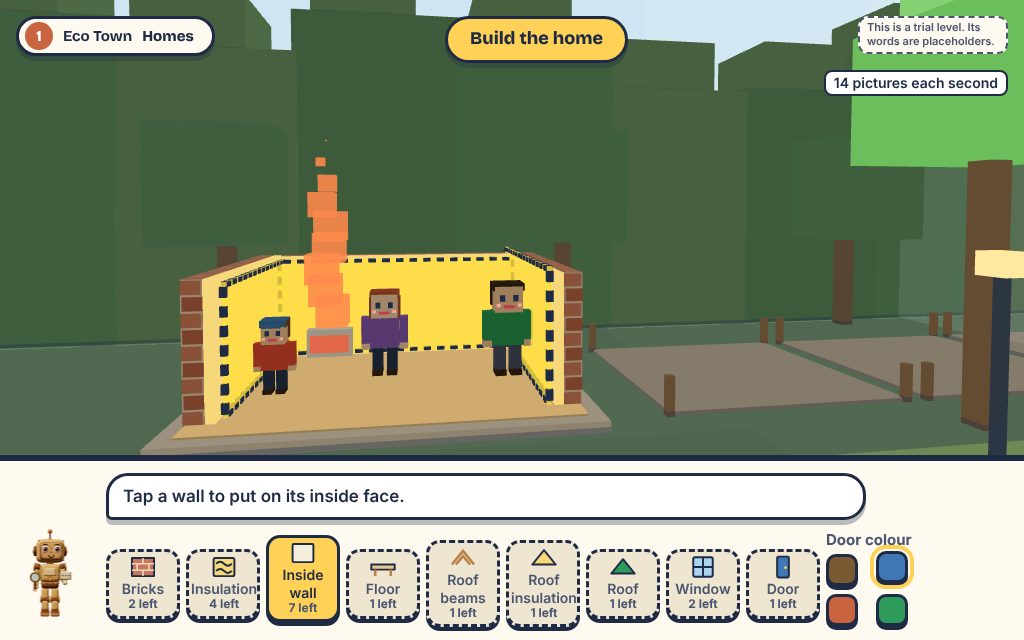 1 Eco Town Homes
Build the home
This is a trial level. Its
words are placeholders.
14 pictures each second
Tap a wall to put on its inside face.
Bricks
2 left
Insulation
4 left
Inside
wall
7 left
Floor
1 left
Roof
beams
1 left
Roof
insulation
1 left
Roof
1 left
Window
2 left
Door
1 left
Door colour